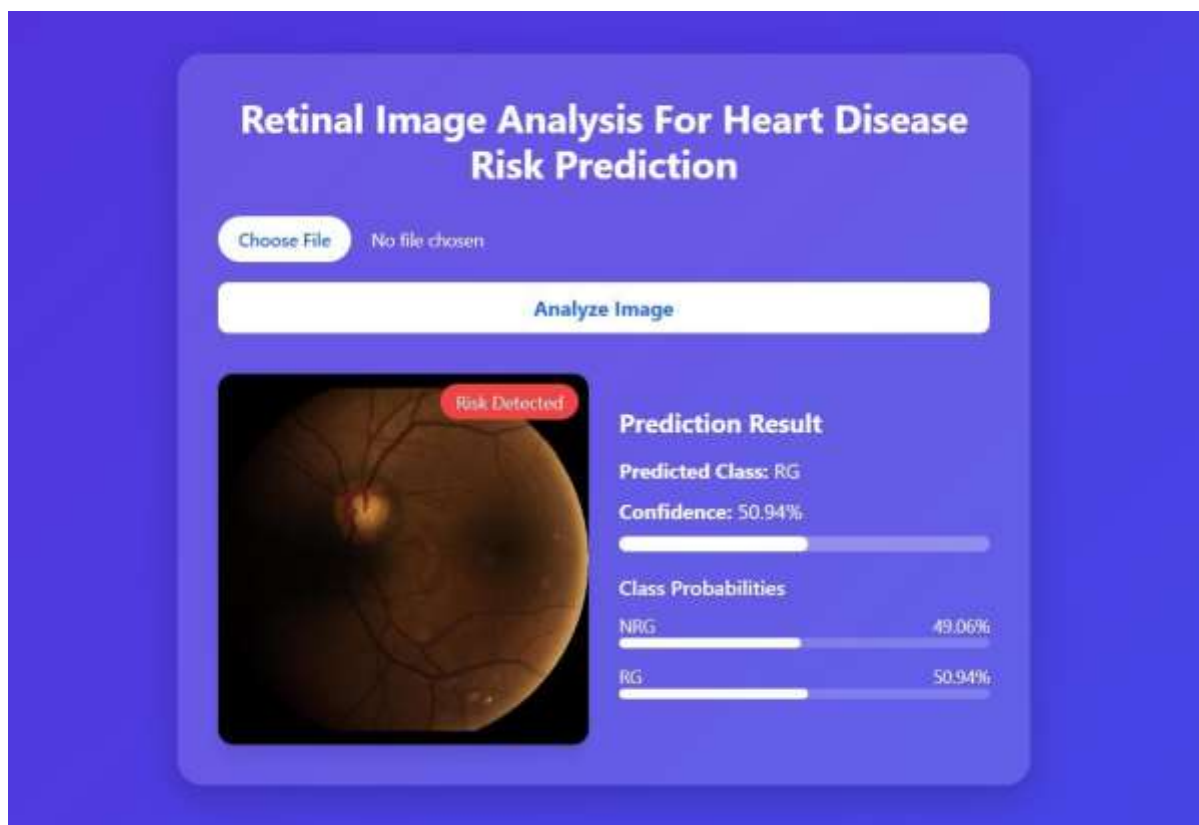 Retinal Image Analysis For Heart Disease
Risk Prediction
Choose File No file chosen
Analyze Image
Risk Detected
Prediction Result
Predicted Class: RG
Confidence: 50.94%
Class Probabilities
NRG 49.06%
RG 50.94%